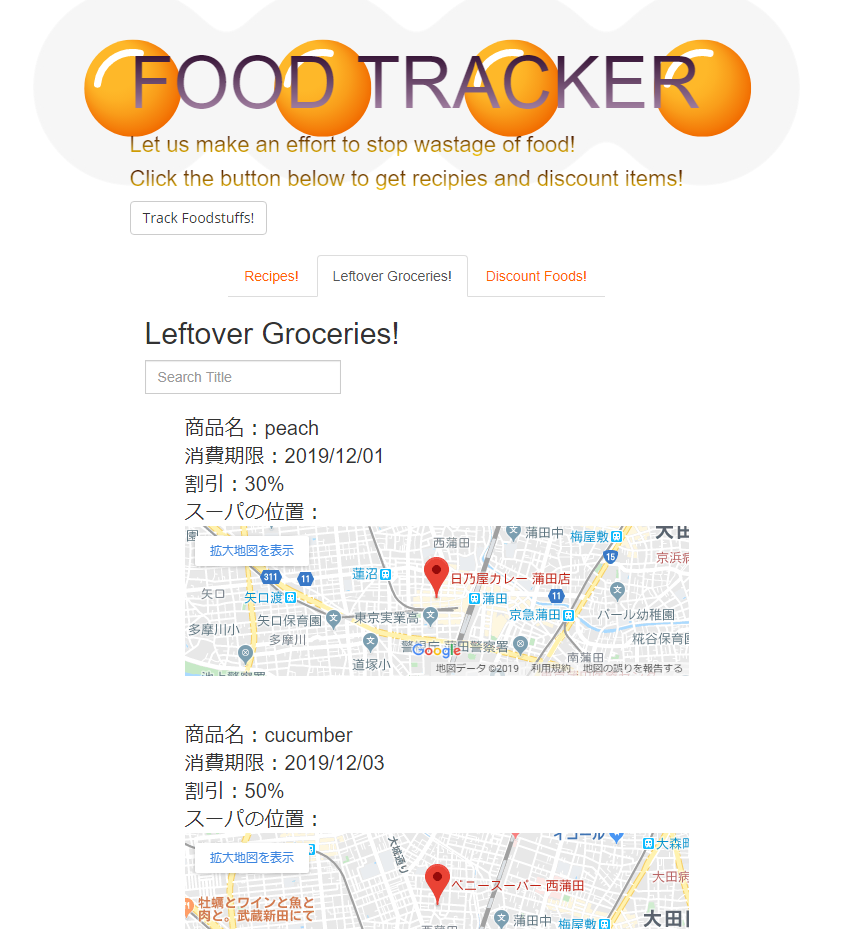 FOOD TRACKER
Let us make an effort to stop wastage of food!
Click the button below to get recipies and discount items!
Track Foodstuffs!
Recipes!
Leftover Groceries!
Discount Foods!
Leftover Groceries!
Search Title
商品名：peach
消費期限：2019/12/01
割引：30%
スーパの位置：
拡大地図を表示
西蒲田
蒲田中
梅屋敷
15
京浜病
311
11
蓮沼
日乃屋カレー 蒲田店
矢口
矢口渡
蒲田
11
京急蒲田
パール幼稚園
矢口保育園
東京実業高
多摩川小
多摩川
糀谷保育園
Google
道塚小
南蒲田
地図データ ©2019
利用規約
地図の誤りを報告する
商品名：cucumber
消費期限：2019/12/03
割引：50%
スーパの位置：
拡大地図を表示
大森町
ベニースーパー 西蒲田
大田病
牡蠣とワインと魚と
肉と。武蔵新田にて
蒲田中
梅屋敷